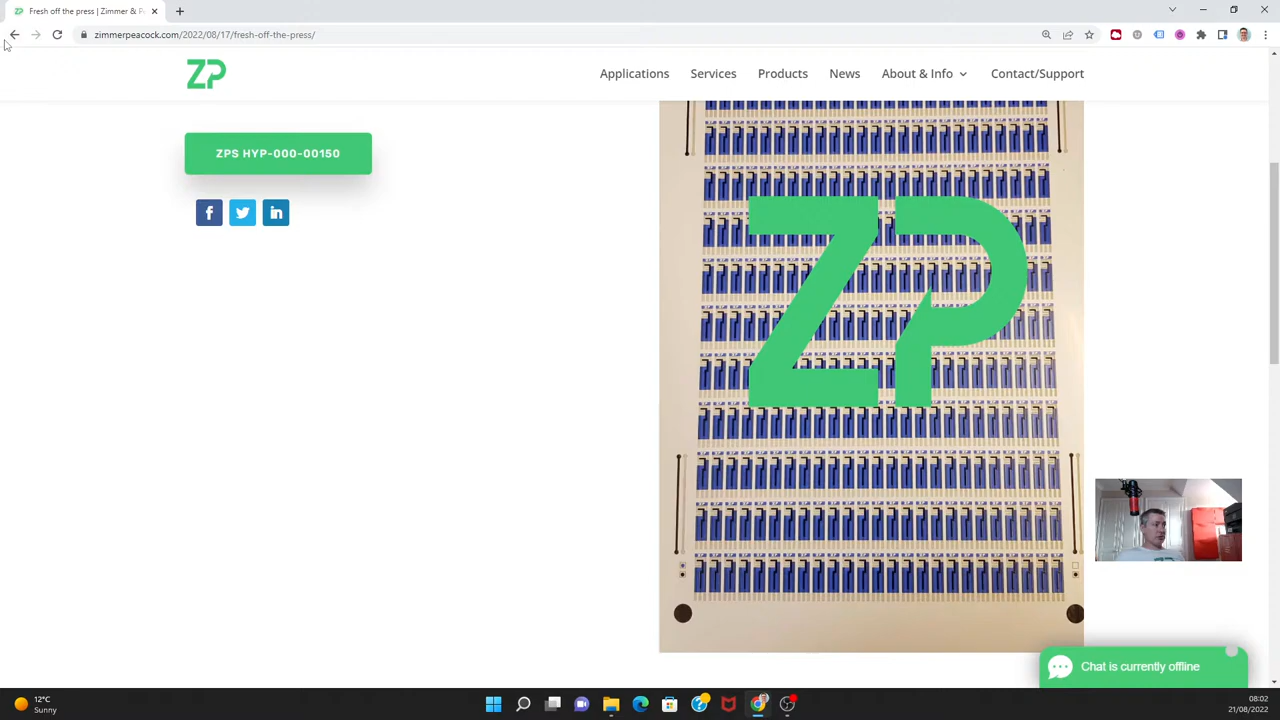 Fresh off the press | Zimmer & P
zimmerpeacock.com/2022/08/17/fresh-off-the-press/
ZP
Applications Services Products News About & Info Contact/Support
ZPS HYP-000-00150
ZP
Chat is currently offline
12°C
Sunny
08:02
21/08/2022